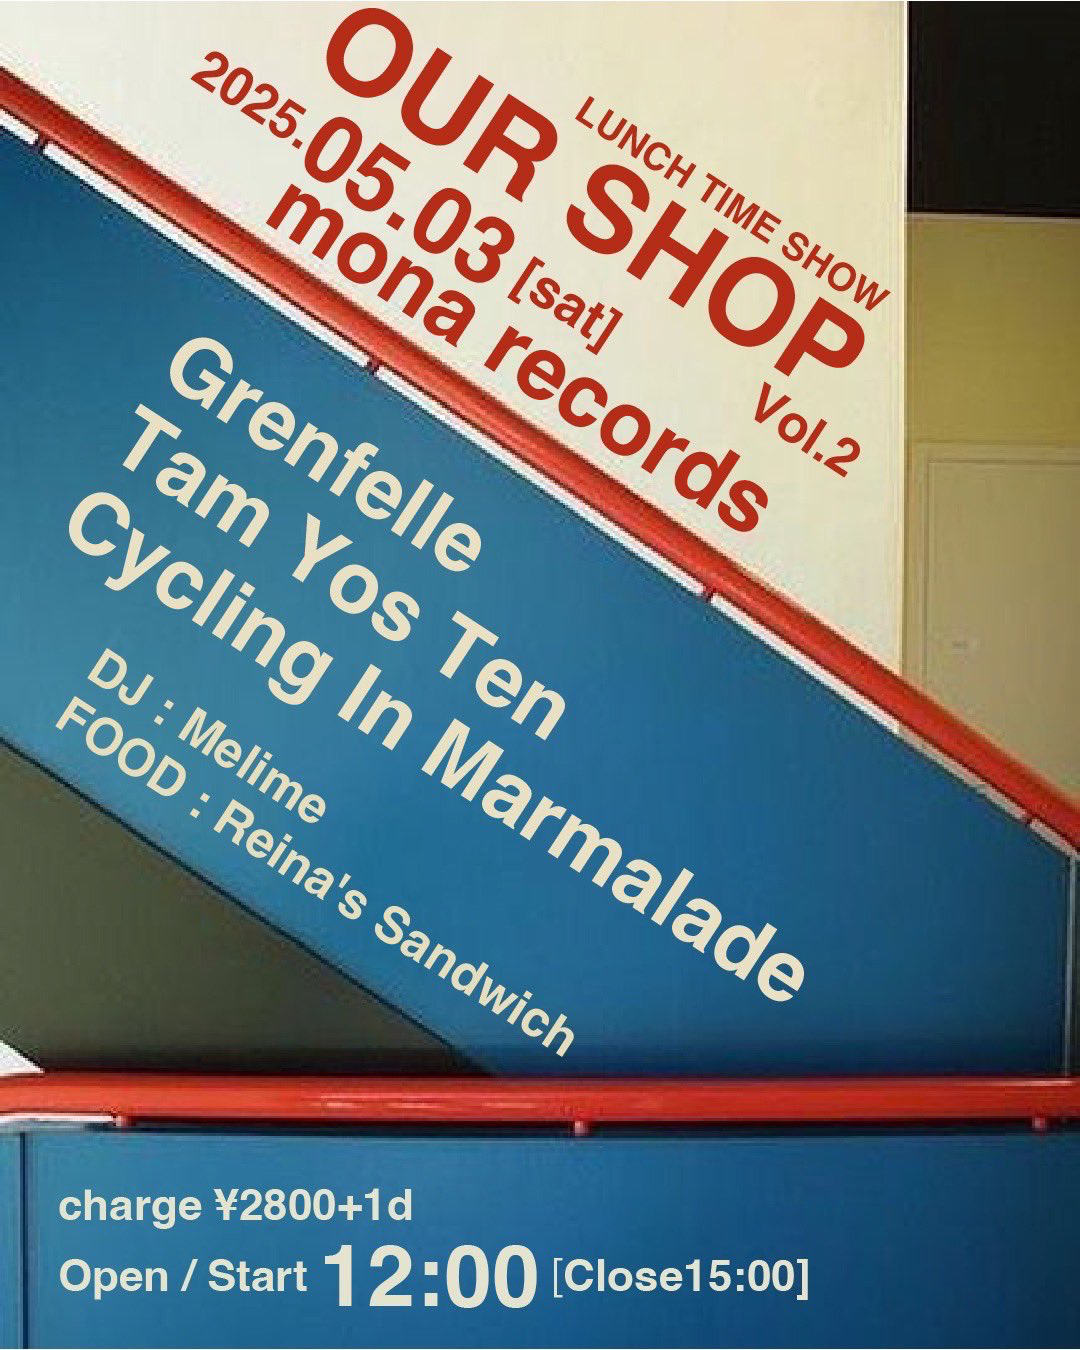 OUR SHOP
LUNCH TIME SHOW
Vol.2
2025.05.03 [sat]
mona records
Grenfelle
Tam Yos Ten
Cycling In Marmalade
DJ : Melime
FOOD : Reina's Sandwich
charge ¥2800+1d
Open / Start 12:00 [Close15:00]